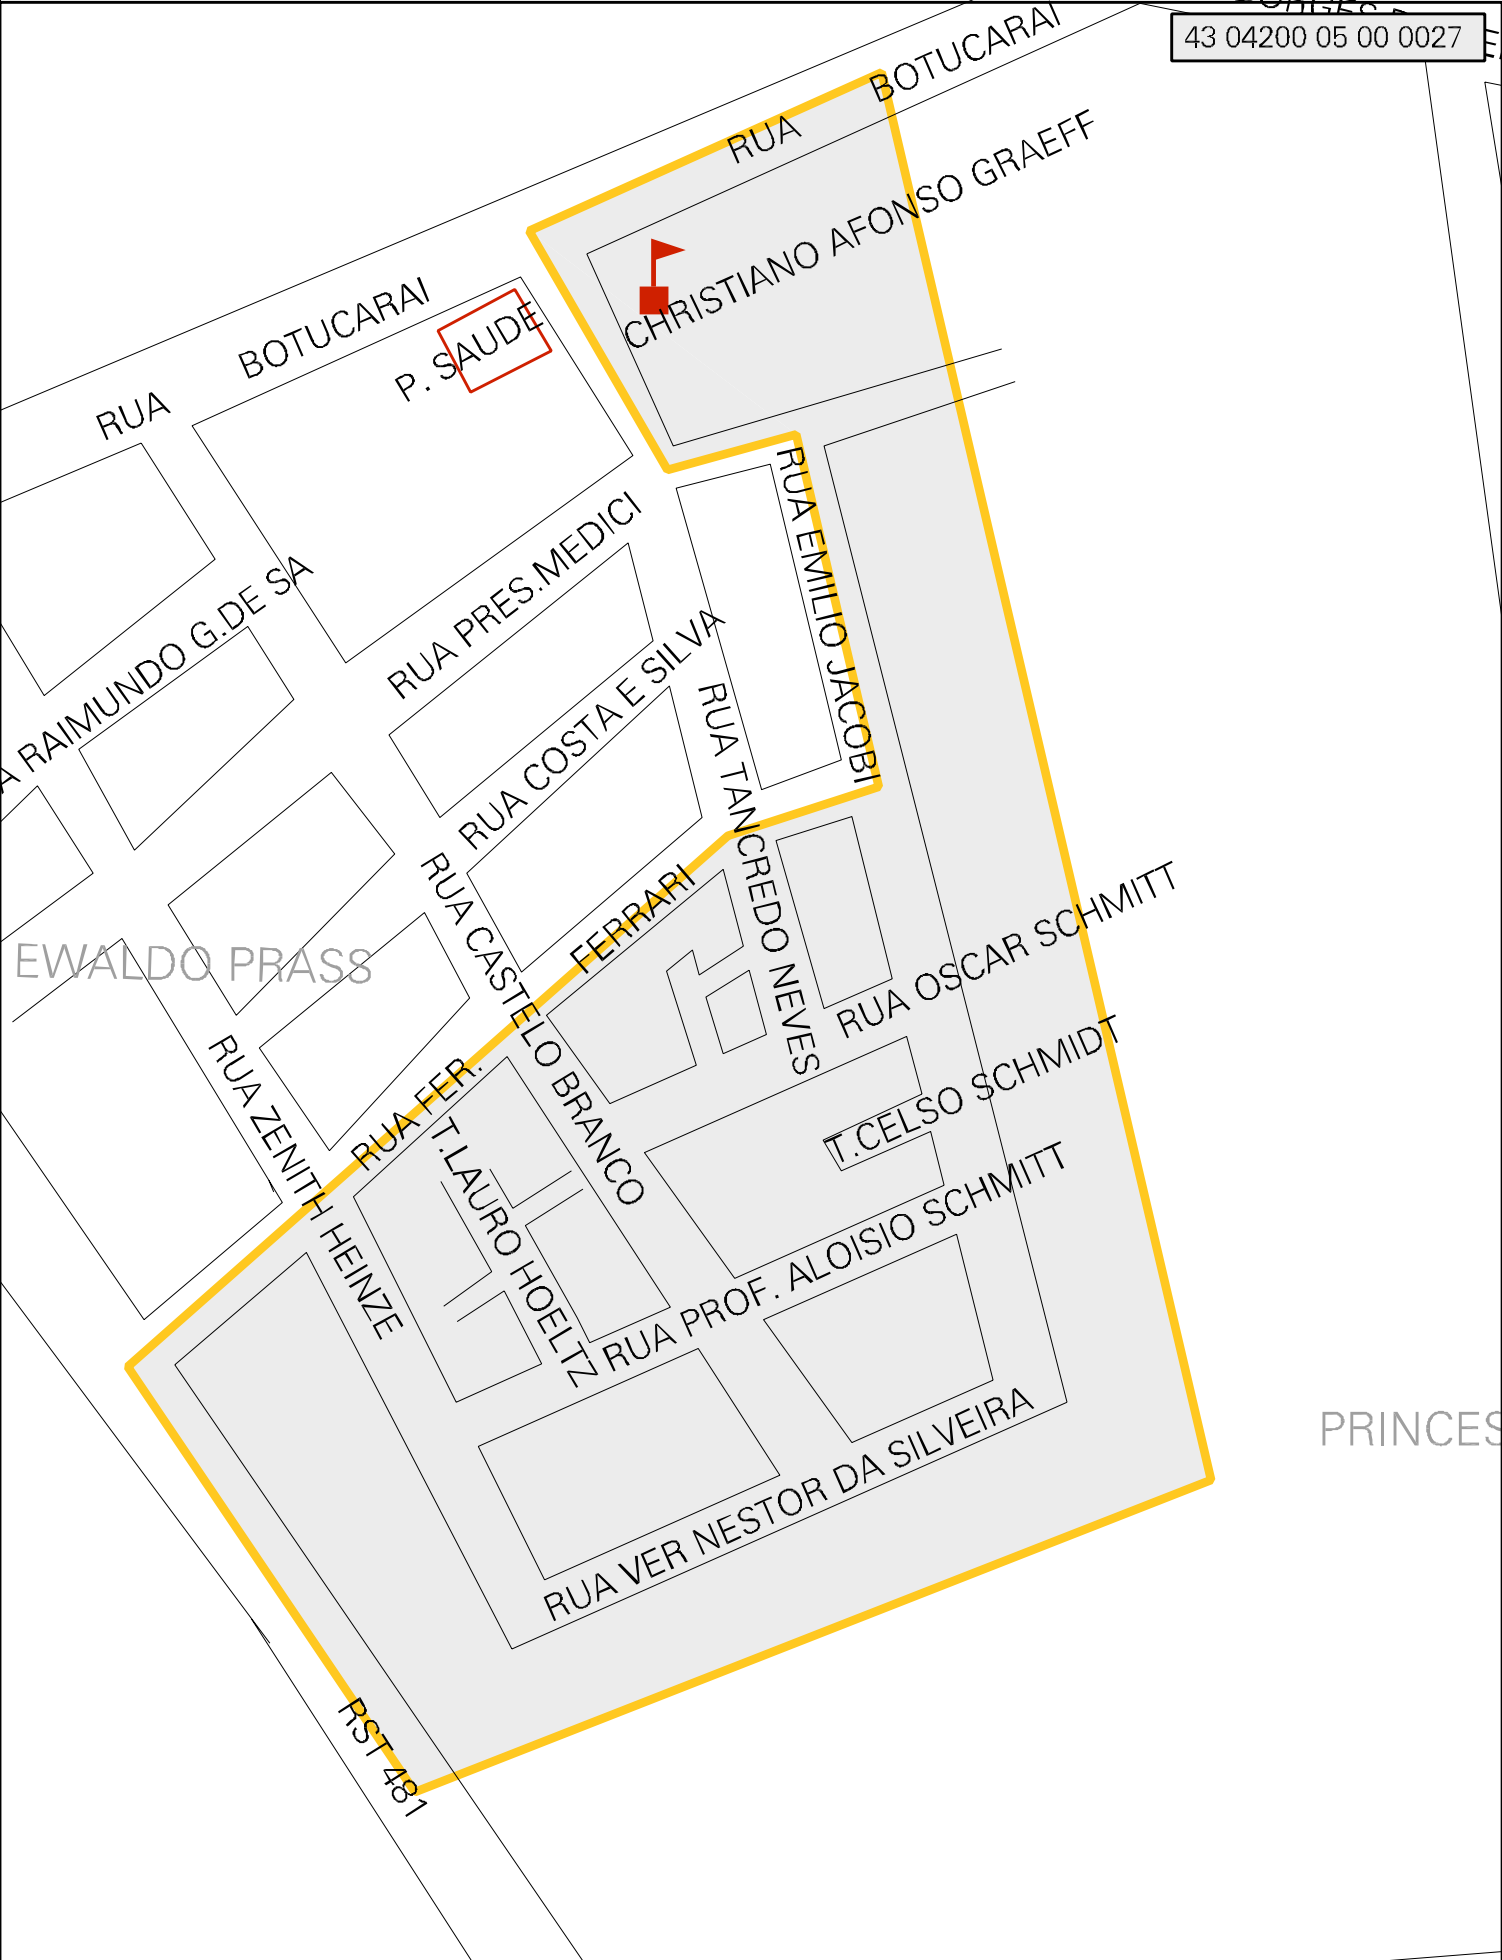 43 04200 05 00 0027
BOTUCARAI
RUA
CHRISTIANO AFONSO GRAEFF
BOTUCARAI
RUA
P. SAUDE
RUA EMILIO JACOBI
RUA PRES.MEDICI
RAIMUNDO G.DE SA
RUA COSTA E SILVA
RUA TANCREDO NEVES
RUA CASTELO BRANCO
FERRARI
RUA OSCAR SCHMITT
EWALDO PRASS
RUA FER.
RUA ZENITH HEINZE
T.CELSO SCHMIDT
T.LAURO HOELTZ
RUA PROF. ALOISIO SCHMITT
PRINCES
RUA VER NESTOR DA SILVEIRA
RST 481